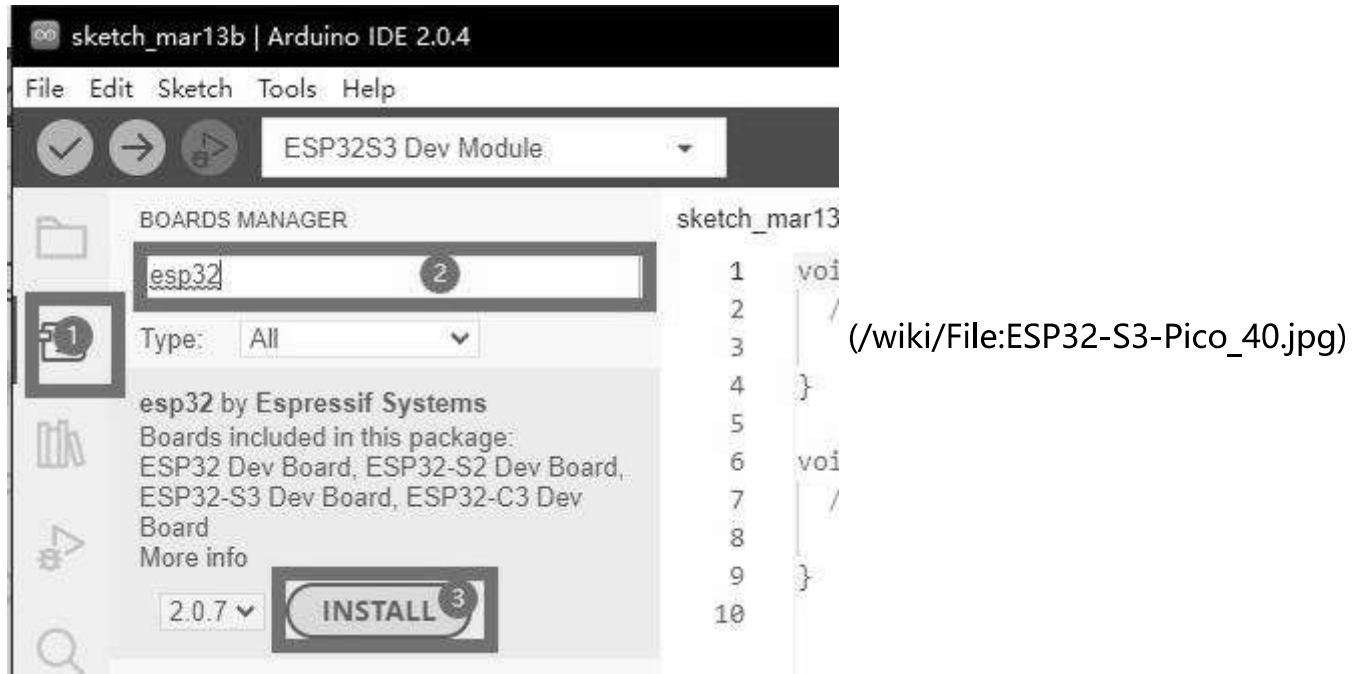 sketch_mar13b | Arduino IDE 2.0.4
File Edit Sketch Tools Help
ESP32S3 Dev Module
BOARDS MANAGER
esp32
2
1
Type: All
esp32 by Espressif Systems
Boards included in this package:
ESP32 Dev Board, ESP32-S2 Dev Board,
ESP32-S3 Dev Board, ESP32-C3 Dev
Board
More info
2.0.7
INSTALL
3
sketch_mar13
1 voi
2 /
3
4 }
5
6 voi
7 /
8
9 }
10
(/wiki/File:ESP32-S3-Pico_40.jpg)